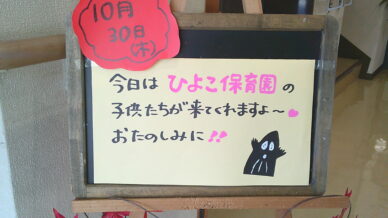 10月
30日(木)
今日は ひよこ保育園 の
子供たちが来てくれますよ〜♥
おたのしみに!!